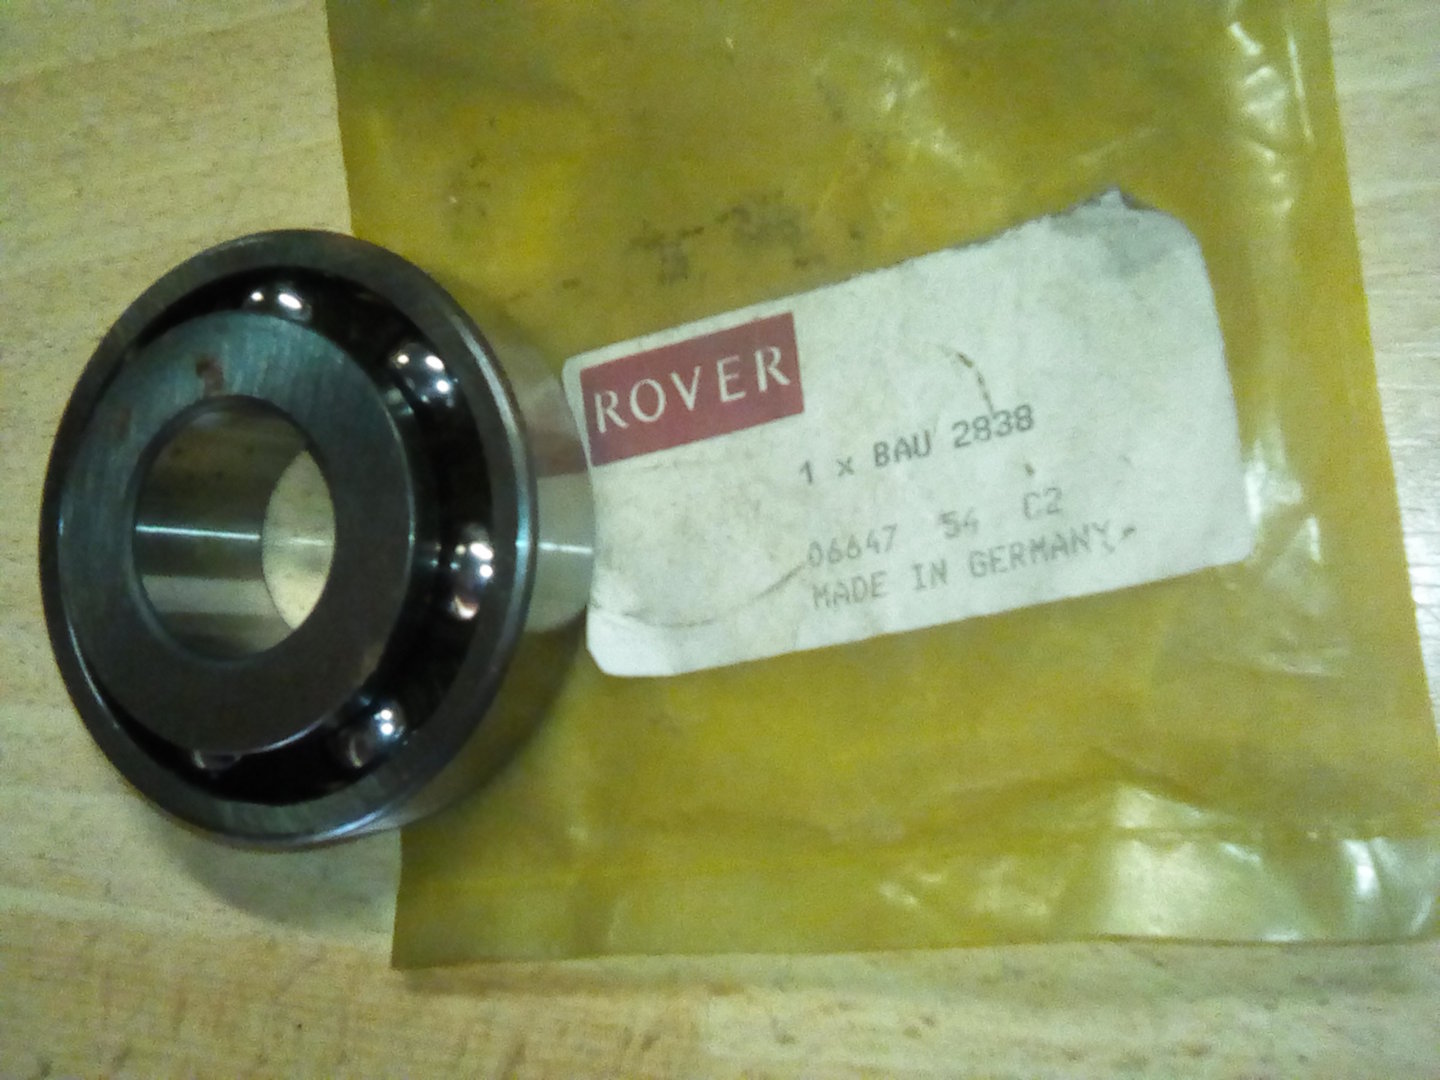 ROVER
1 x BAU 2838
06647 54 C2
MADE IN GERMANY.